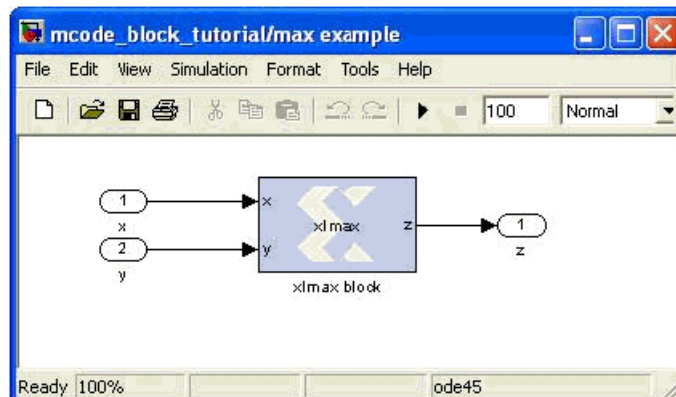 mcode_block_tutorial/max example
File Edit View Simulation Format Tools Help
100 Normal
1
x
2
y
x
y
xlmax
z
xlmax block
1
z
Ready 100% ode45